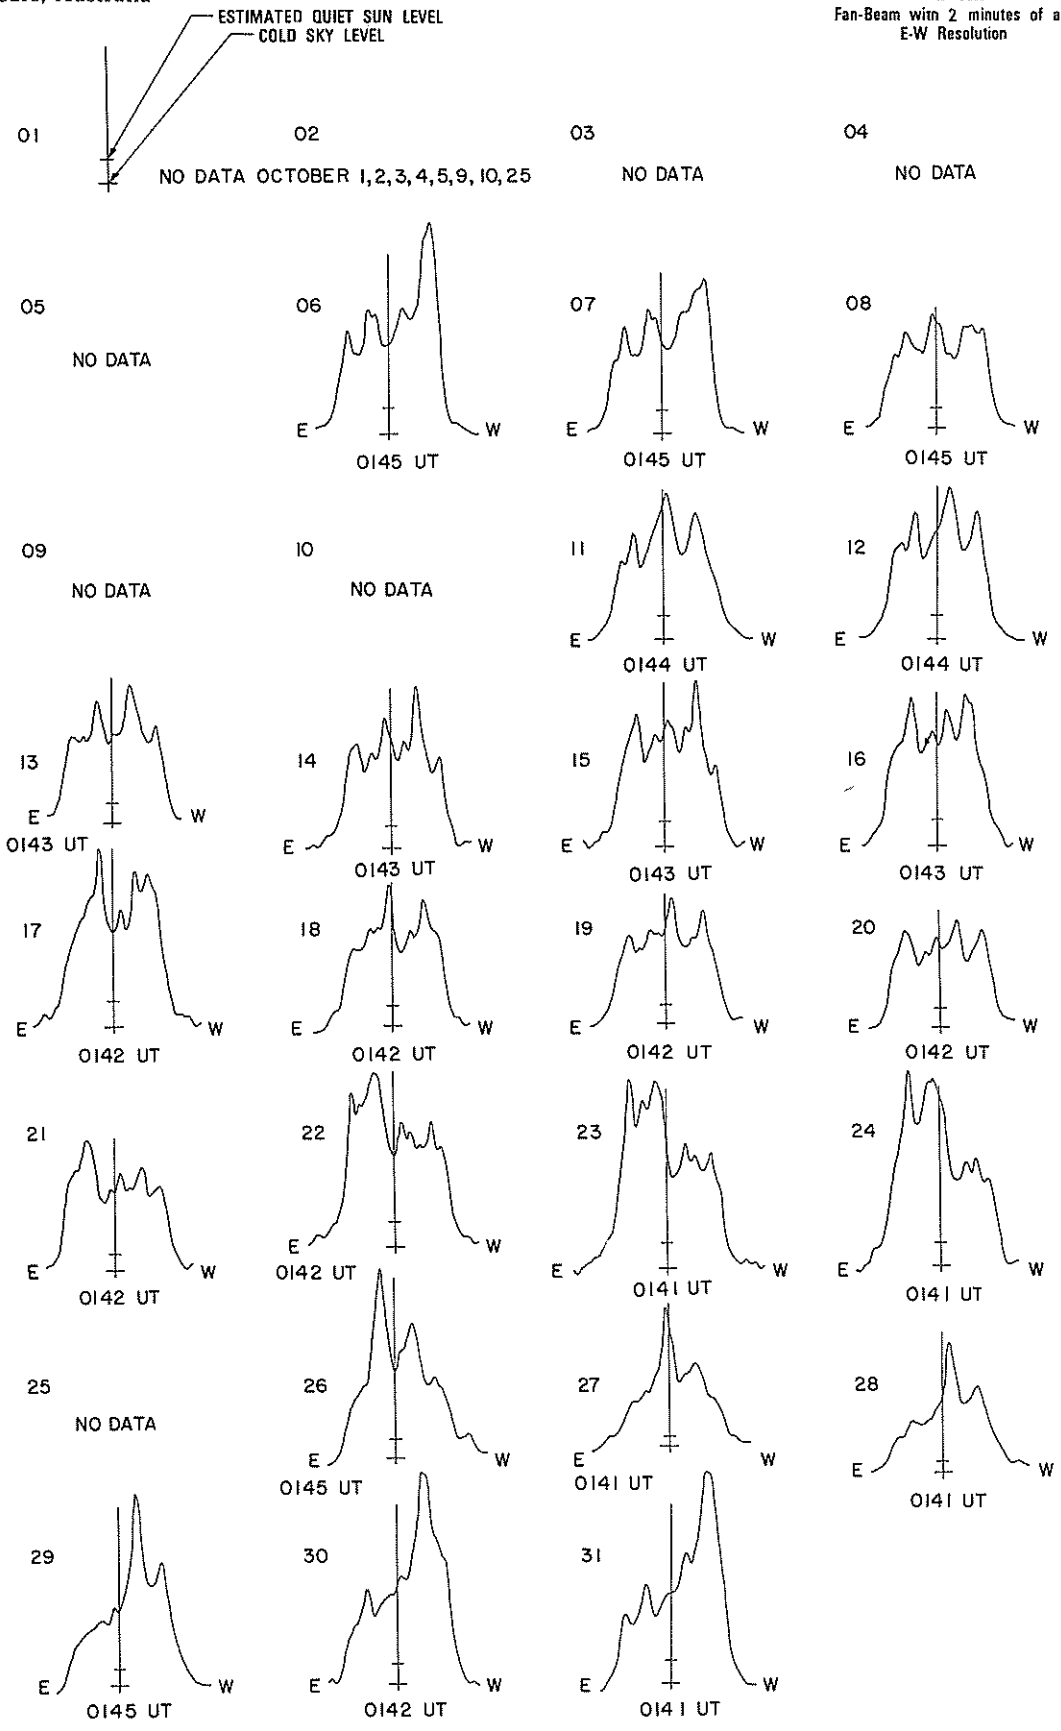 ESTIMATED QUIET SUN LEVEL
COLD SKY LEVEL
Fan-Beam with 2 minutes of a
E-W Resolution
01
02
03
04
NO DATA OCTOBER 1,2,3,4,5,9,10,25
NO DATA
NO DATA
05
06
07
08
NO DATA
E W
E W
E W
0145 UT
0145 UT
0145 UT
09
10
11
12
NO DATA
NO DATA
E W
E W
0144 UT
0144 UT
13
14
15
16
E W
E W
E W
E W
0143 UT
0143 UT
0143 UT
0143 UT
17
18
19
20
E W
E W
E W
E W
0142 UT
0142 UT
0142 UT
0142 UT
21
22
23
24
E W
E W
E W
E W
0142 UT
0142 UT
0141 UT
0141 UT
25
26
27
28
NO DATA
E W
E W
E W
0145 UT
0141 UT
0141 UT
29
30
31
E W
E W
E W
0145 UT
0142 UT
0141 UT